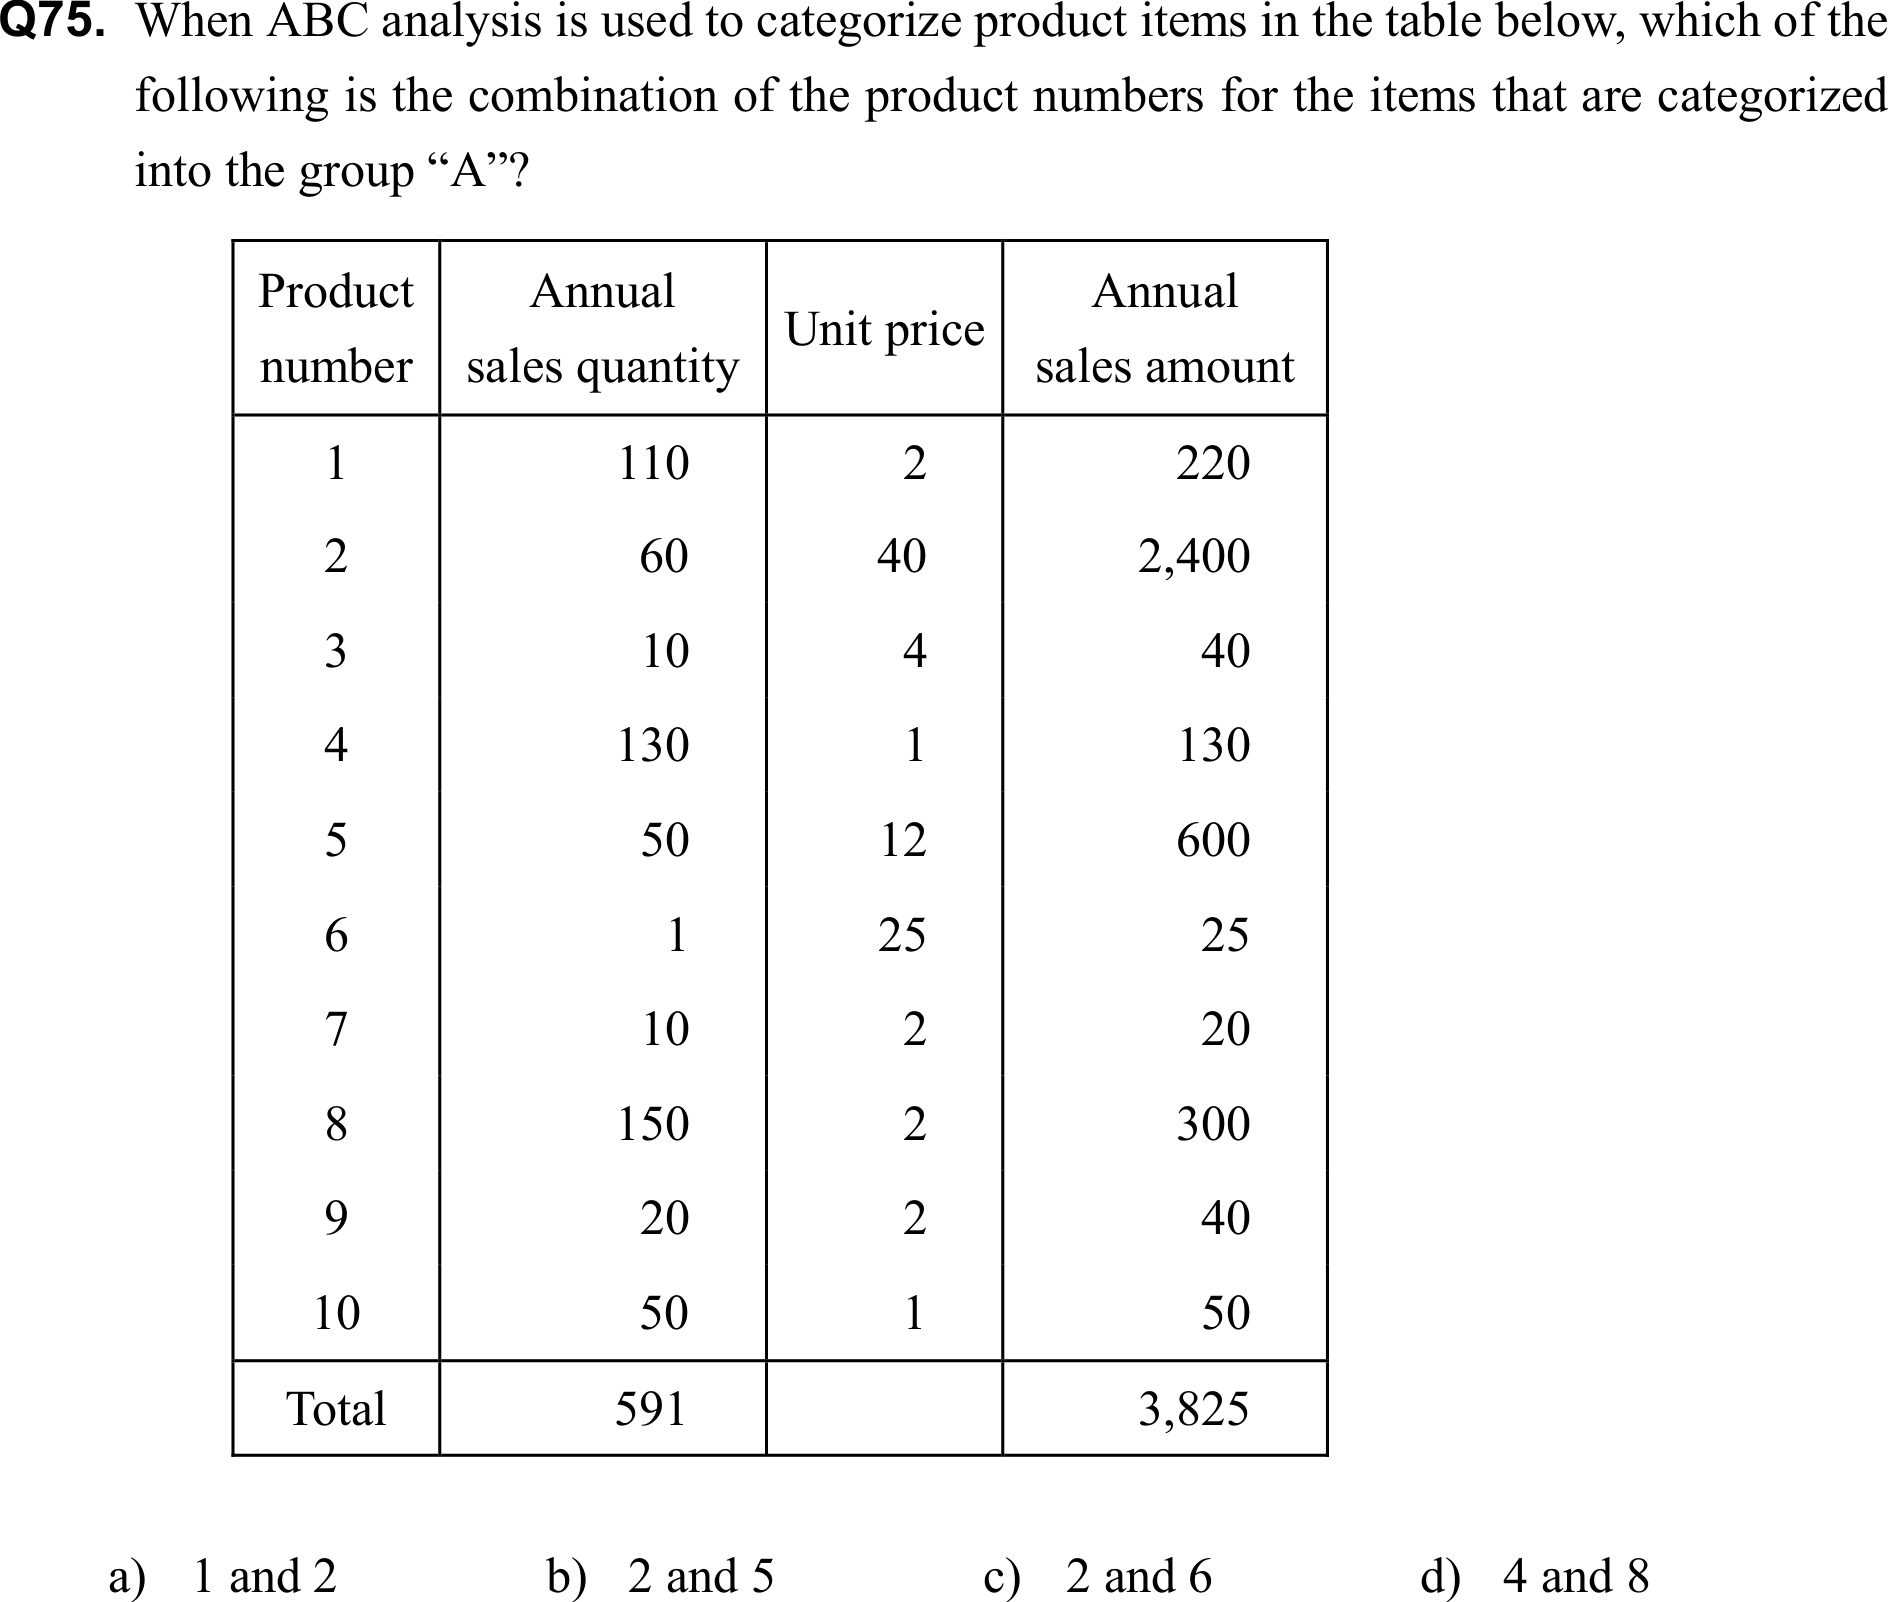 Q75. When ABC analysis is used to categorize product items in the table below, which of the
following is the combination of the product numbers for the items that are categorized
into the group “A”?
Product number Annual sales quantity Unit price Annual sales amount
1 110 2 220
2 60 40 2,400
3 10 4 40
4 130 1 130
5 50 12 600
6 1 25 25
7 10 2 20
8 150 2 300
9 20 2 40
10 50 1 50
Total 591 3,825
a) 1 and 2 b) 2 and 5 c) 2 and 6 d) 4 and 8